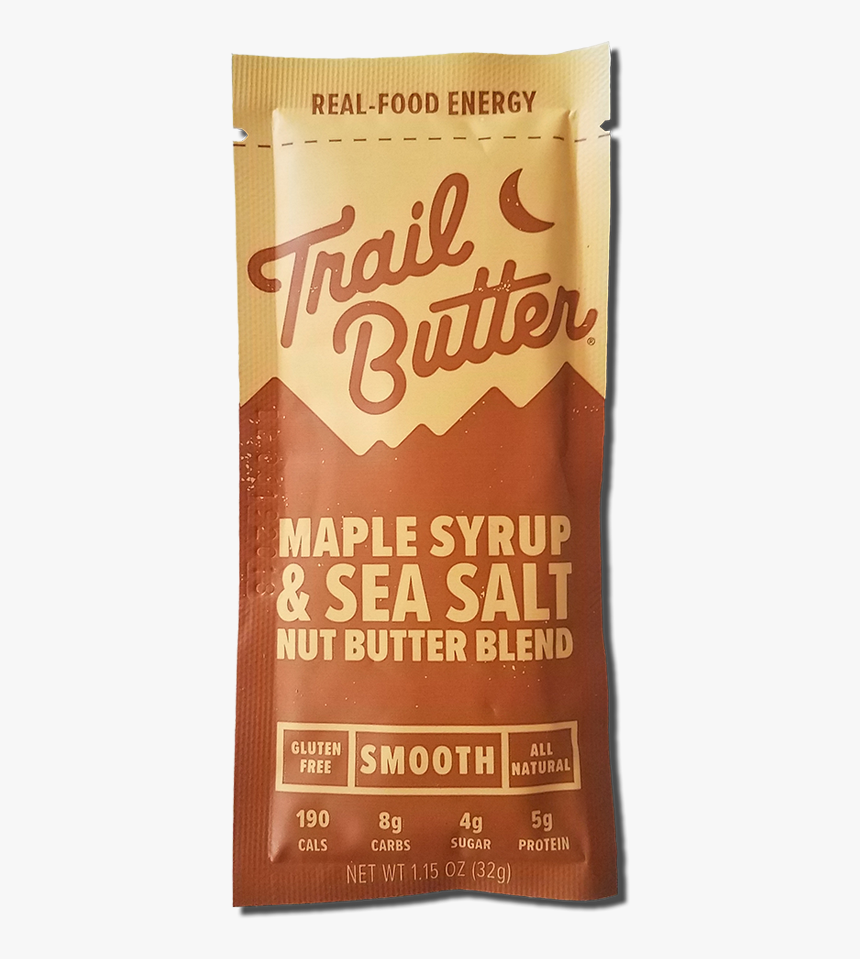 REAL-FOOD ENERGY
Trail
Butter®
MAPLE SYRUP
& SEA SALT
NUT BUTTER BLEND
GLUTEN FREE
SMOOTH
ALL NATURAL
190 8g 4g 5g
CALS CARBS SUGAR PROTEIN
NET WT 1.15 OZ (32g)